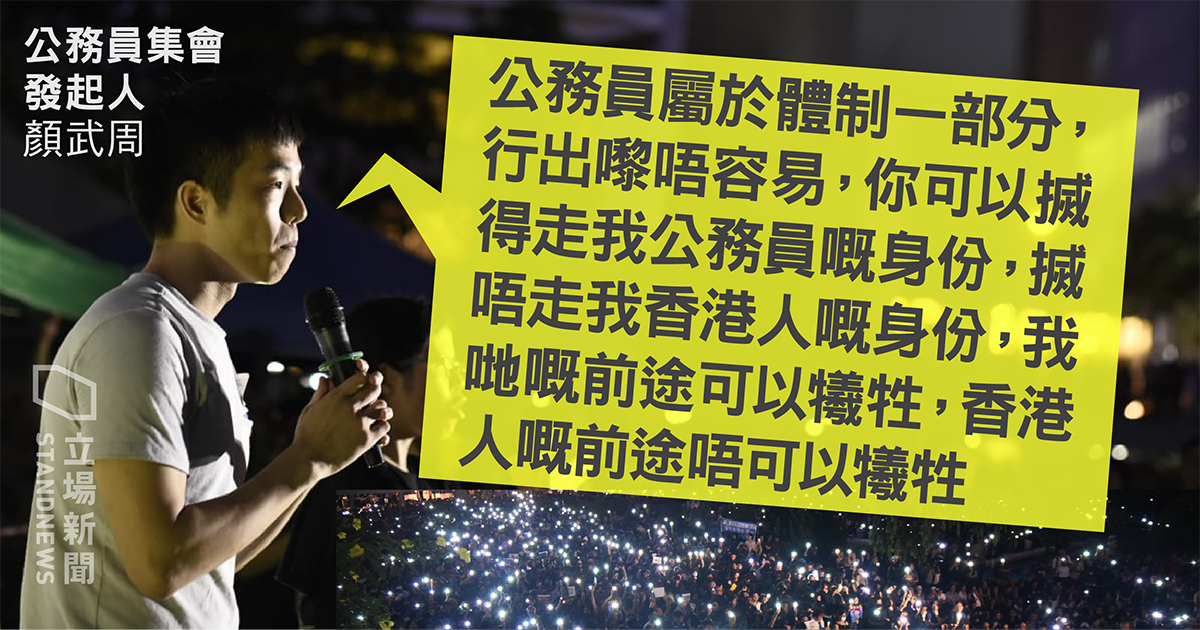 公務員集會
發起人
顏武周
公務員屬於體制一部分，
行出嚟唔容易，你可以搣
得走我公務員嘅身份，搣
唔走我香港人嘅身份，我
哋嘅前途可以犧牲，香港
人嘅前途唔可以犧牲
立場新聞
STANDNEWS